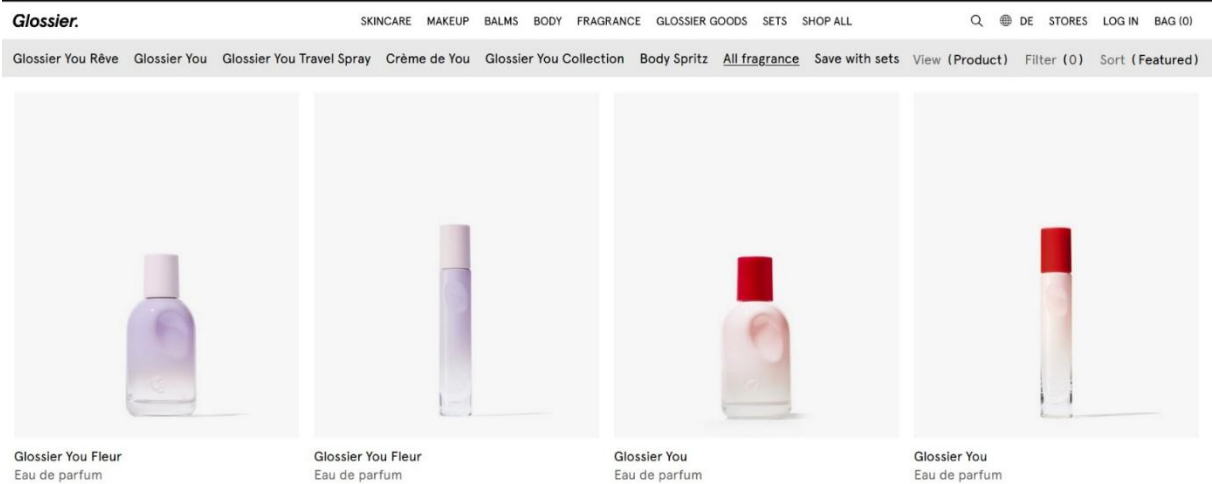 Glossier. SKINCARE MAKEUP BALMS BODY FRAGRANCE GLOSSIER GOODS SETS SHOP ALL DE STORES LOG IN BAG (0)
Glossier You Rêve Glossier You Glossier You Travel Spray Crème de You Glossier You Collection Body Spritz All fragrance Save with sets View (Product) Filter (0) Sort (Featured)
Glossier You Fleur Glossier You Fleur Glossier You Glossier You
Eau de parfum Eau de parfum Eau de parfum Eau de parfum